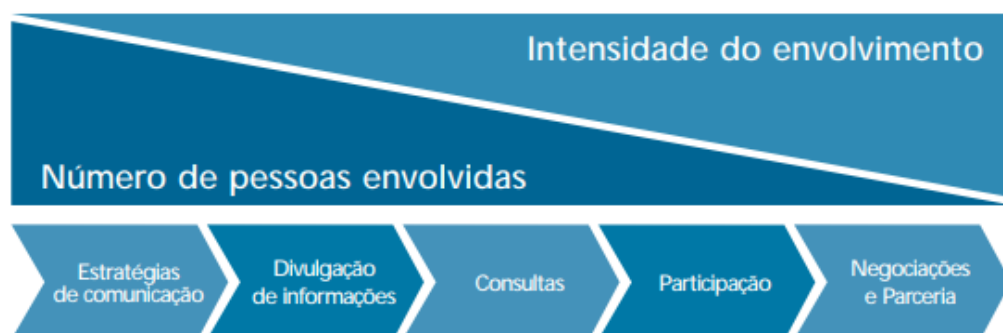 Intensidade do envolvimento
Número de pessoas envolvidas
Estratégias
de comunicação
Divulgação
de informações
Consultas
Participação
Negociações
e Parceria